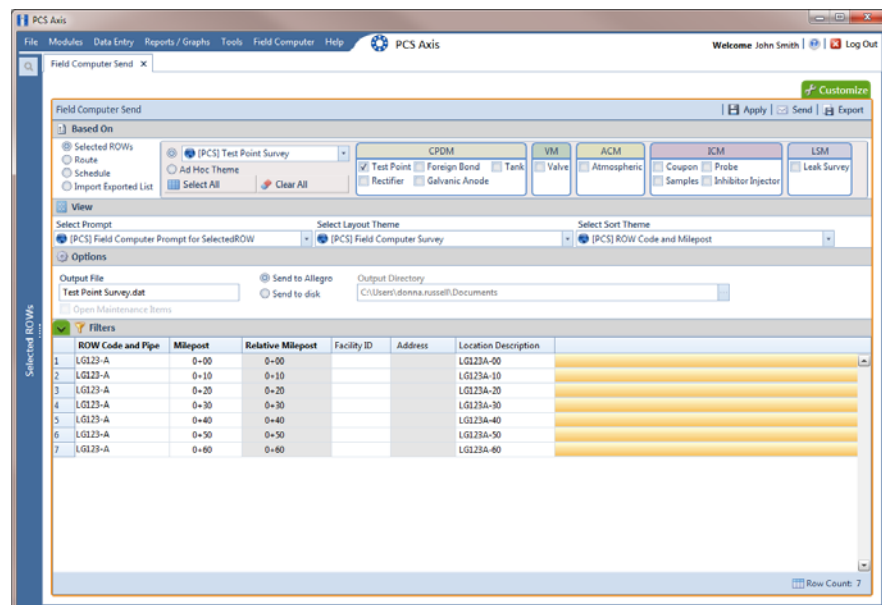 PCS Axis
File Modules Data Entry Reports / Graphs Tools Field Computer Help PCS Axis Welcome John Smith | | Log Out
Field Computer Send X
Customize
Field Computer Send | Apply | Send | Export
Based On
Selected ROWs
Route
Schedule
Import Exported List
[PCS] Test Point Survey
Ad Hoc Theme
Select All Clear All
CPDM
Test Point Foreign Bond Tank
Rectifier Galvanic Anode
VM
Valve
ACM
Atmospheric
ICM
Coupon Probe
Samples Inhibitor Injector
LSM
Leak Survey
View
Select Prompt Select Layout Theme Select Sort Theme
[PCS] Field Computer Prompt for SelectedROW [PCS] Field Computer Survey [PCS] ROW Code and Milepost
Options
Output File Send to Allegro Output Directory
Test Point Survey.dat Send to disk C:\Users\donna.russell\Documents
Open Maintenance Items
Filters
Selected ROWs
ROW Code and Pipe Milepost Relative Milepost Facility ID Address Location Description
1 LG123-A 0+00 0+00 LG123A-00
2 LG123-A 0+10 0+10 LG123A-10
3 LG123-A 0+20 0+20 LG123A-20
4 LG123-A 0+30 0+30 LG123A-30
5 LG123-A 0+40 0+40 LG123A-40
6 LG123-A 0+50 0+50 LG123A-50
7 LG123-A 0+60 0+60 LG123A-60
Row Count: 7